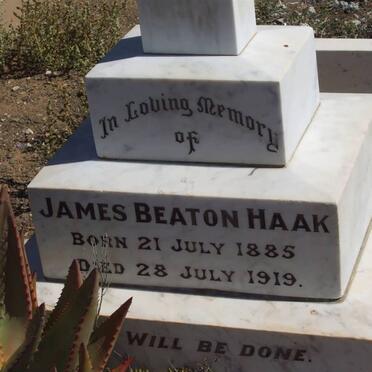 In Loving Memory
of
JAMES BEATON HAAK
BORN 21 JULY 1885
DIED 28 JULY 1919.
WILL BE DONE.